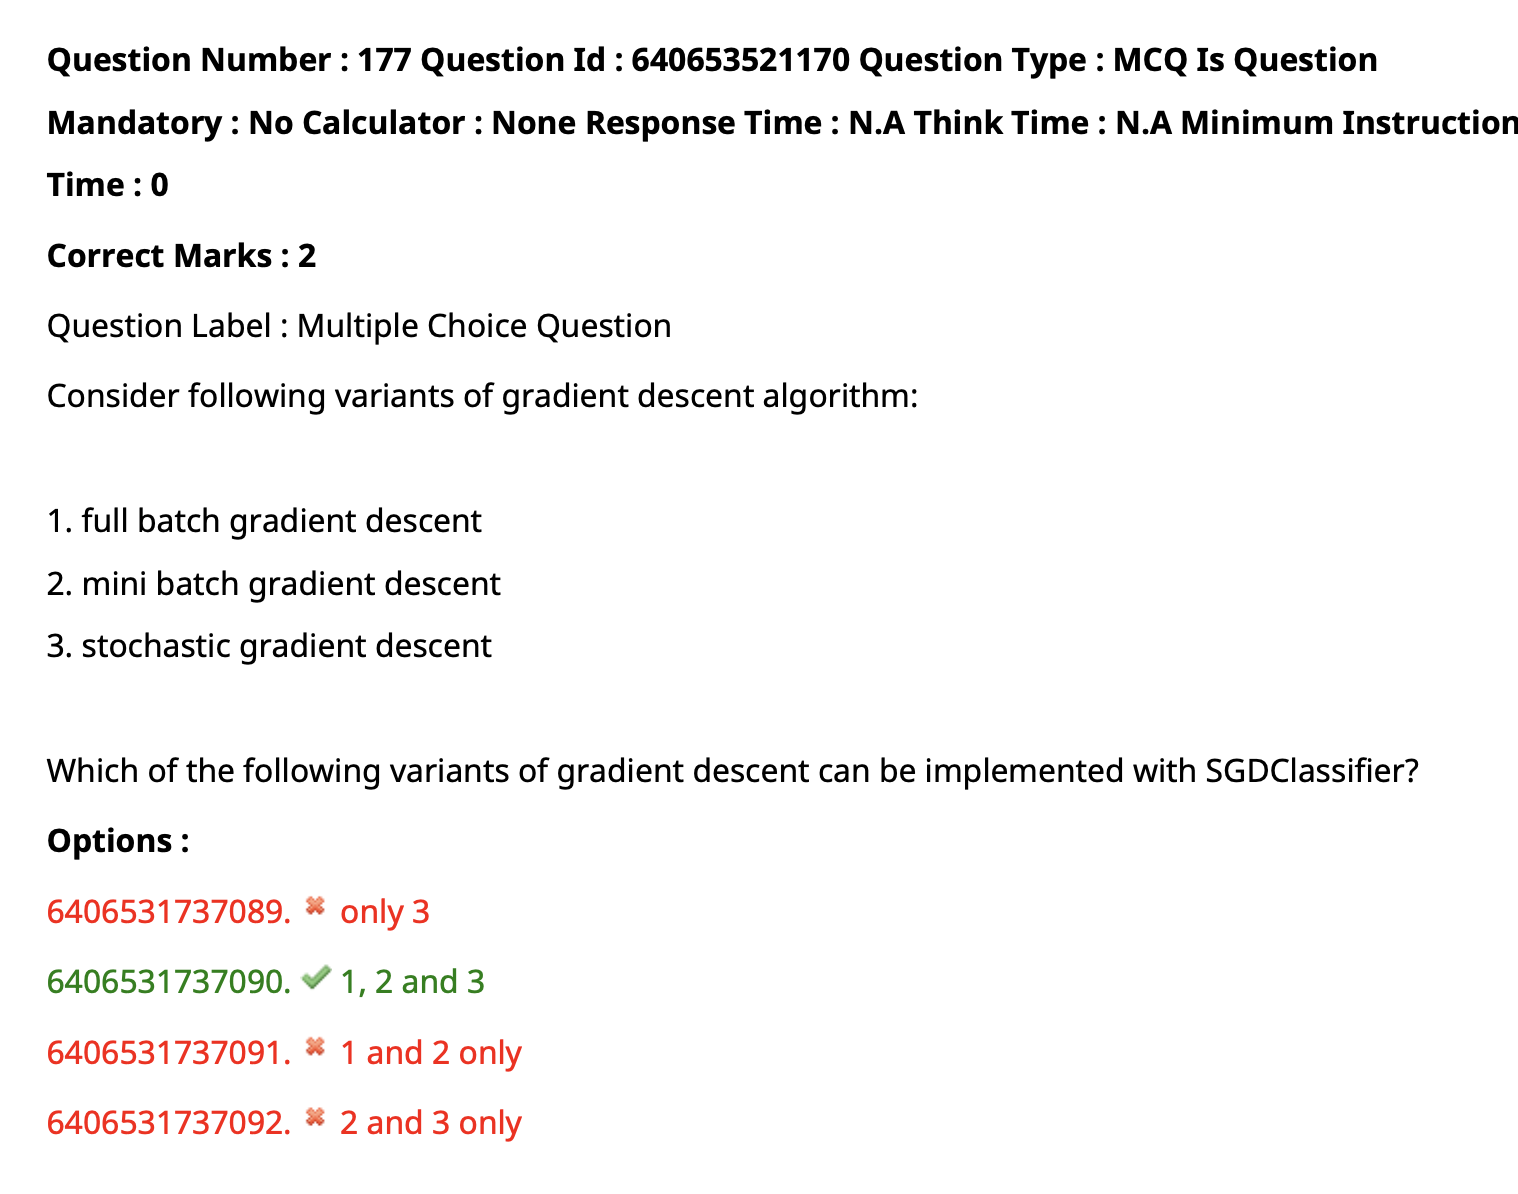 Question Number : 177 Question Id : 640653521170 Question Type : MCQ Is Question
Mandatory : No Calculator : None Response Time : N.A Think Time : N.A Minimum Instruction
Time : 0
Correct Marks : 2
Question Label : Multiple Choice Question
Consider following variants of gradient descent algorithm:
1. full batch gradient descent
2. mini batch gradient descent
3. stochastic gradient descent
Which of the following variants of gradient descent can be implemented with SGDClassifier?
Options :
6406531737089. ✖ only 3
6406531737090. ✔ 1, 2 and 3
6406531737091. ✖ 1 and 2 only
6406531737092. ✖ 2 and 3 only